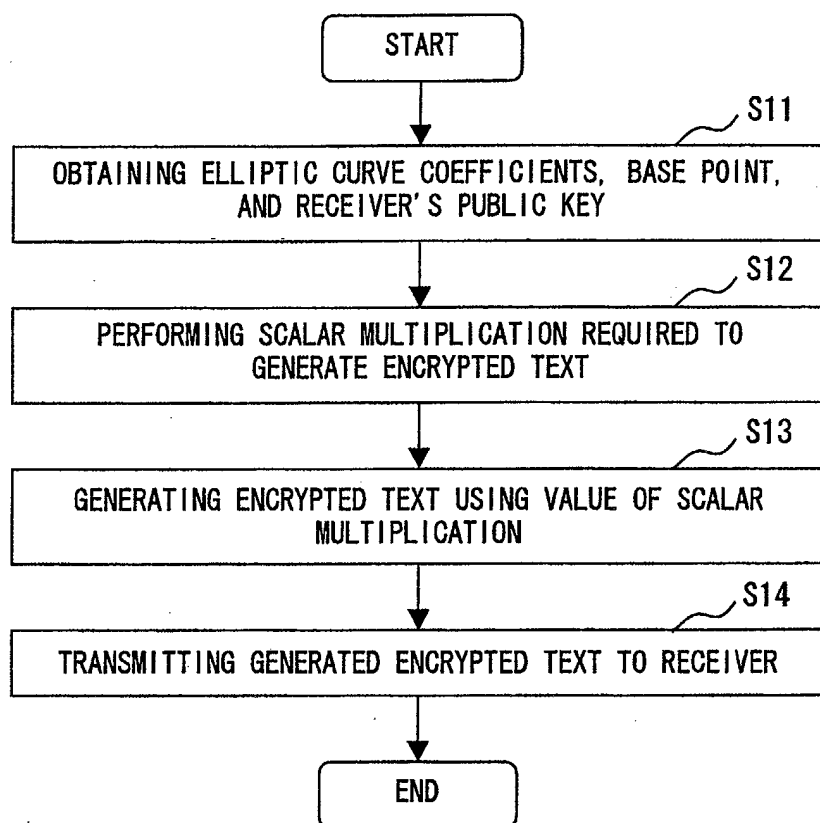 START
S11
OBTAINING ELLIPTIC CURVE COEFFICIENTS, BASE POINT,
AND RECEIVER'S PUBLIC KEY
S12
PERFORMING SCALAR MULTIPLICATION REQUIRED TO
GENERATE ENCRYPTED TEXT
S13
GENERATING ENCRYPTED TEXT USING VALUE OF SCALAR
MULTIPLICATION
S14
TRANSMITTING GENERATED ENCRYPTED TEXT TO RECEIVER
END